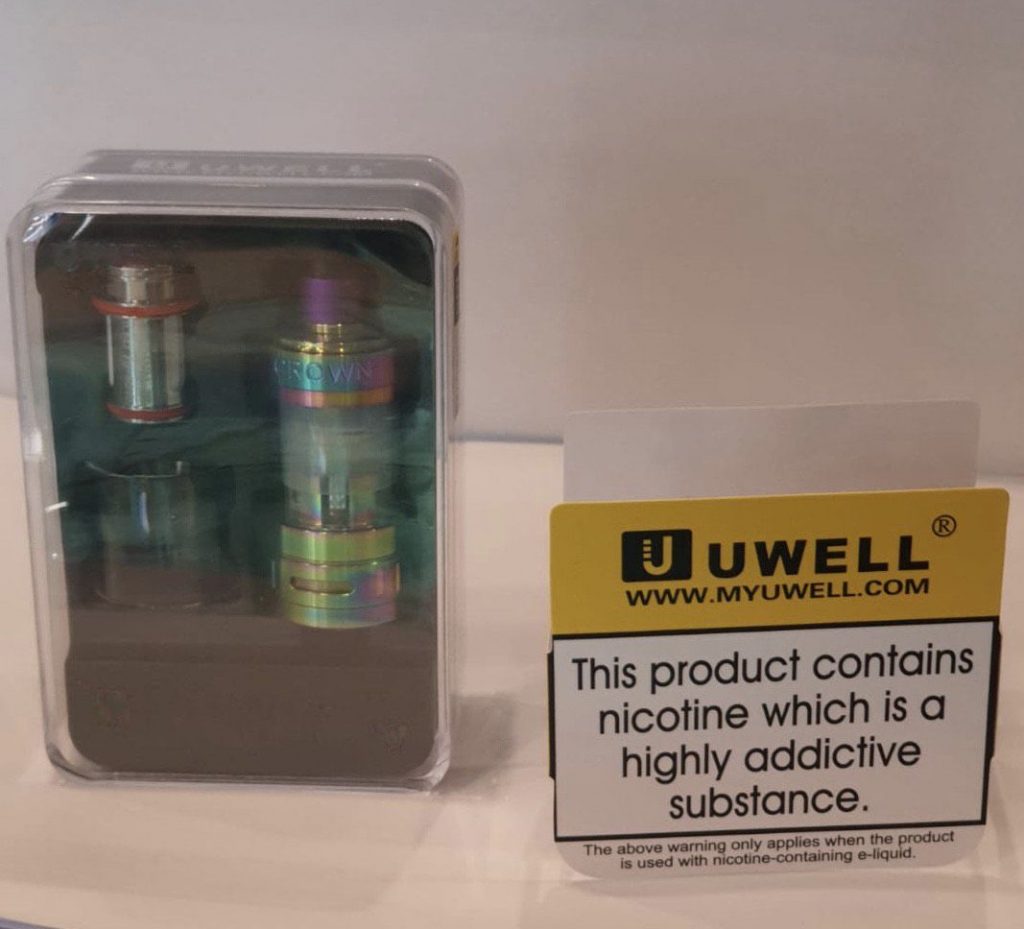 UWELL
CROWN
U UWELL®
WWW.MYUWELL.COM
This product contains
nicotine which is a
highly addictive
substance.
The above warning only applies when the product
is used with nicotine-containing e-liquid.